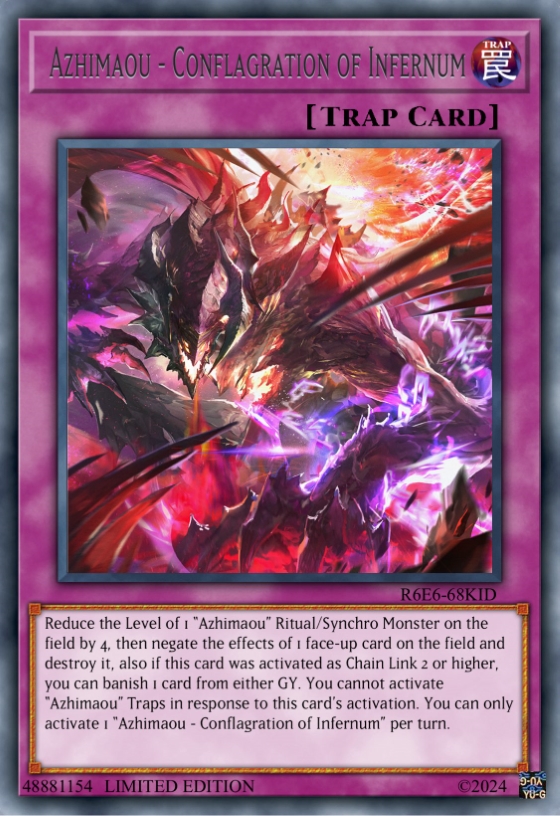 Azhimaou - Conflagration of Infernum
TRAP
罠
[Trap Card]
R6E6-68KID
Reduce the Level of 1 "Azhimaou" Ritual/Synchro Monster on the
field by 4, then negate the effects of 1 face-up card on the field and
destroy it, also if this card was activated as Chain Link 2 or higher,
you can banish 1 card from either GY. You cannot activate
"Azhimaou" Traps in response to this card's activation. You can only
activate 1 "Azhimaou - Conflagration of Infernum" per turn.
48881154 LIMITED EDITION
©2024
YU-G
YU-G